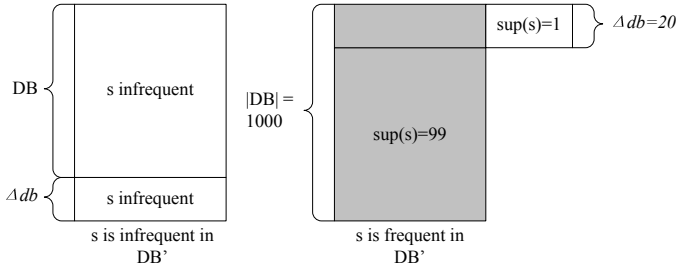 DB
s infrequent
Δdb
s infrequent
s is infrequent in
DB’
sup(s)=1
Δdb=20
|DB| =
1000
sup(s)=99
s is frequent in
DB’